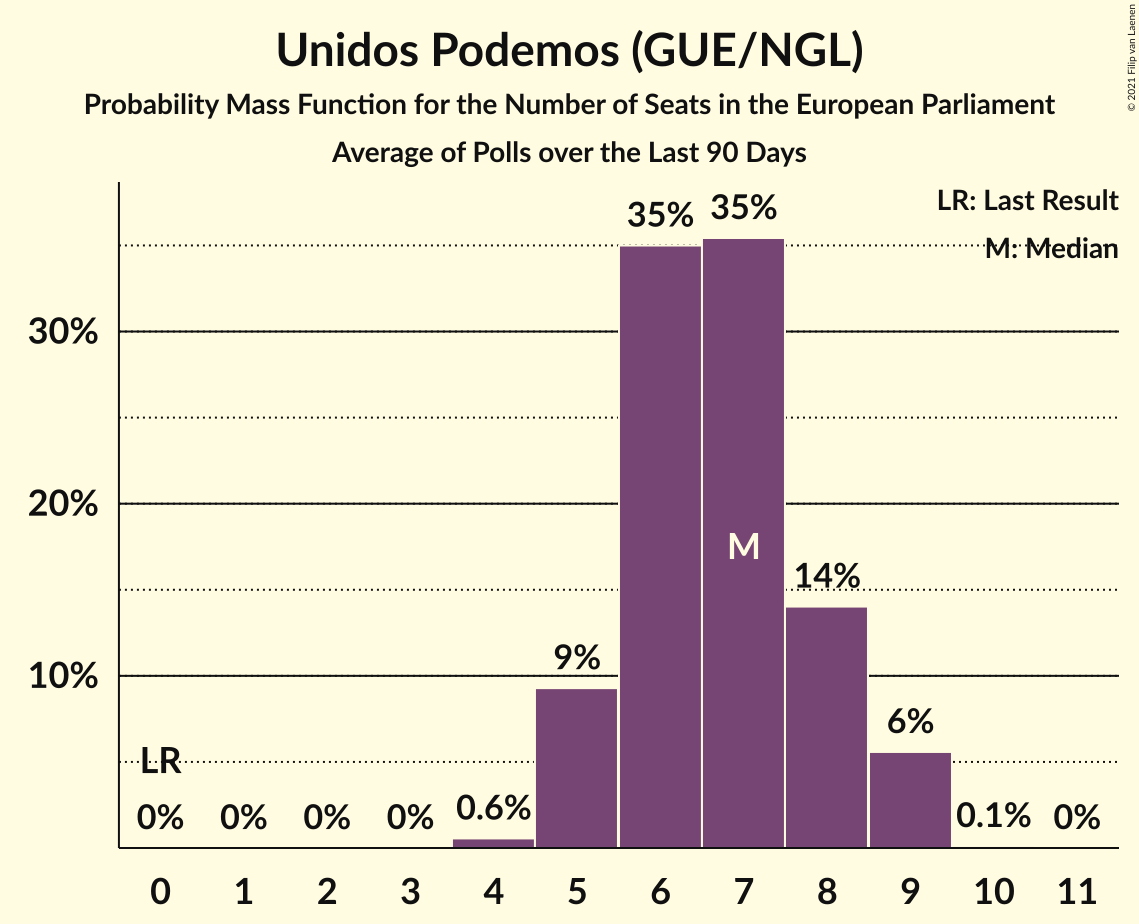 Unidos Podemos (GUE/NGL)
Probability Mass Function for the Number of Seats in the European Parliament
Average of Polls over the Last 90 Days
© 2021 Filip van Laenen
LR: Last Result
M: Median
35% 35%
30%
20%
M
14%
10%
9%
6%
LR
0% 0% 0% 0% 0.6% 0.1% 0%
0 1 2 3 4 5 6 7 8 9 10 11